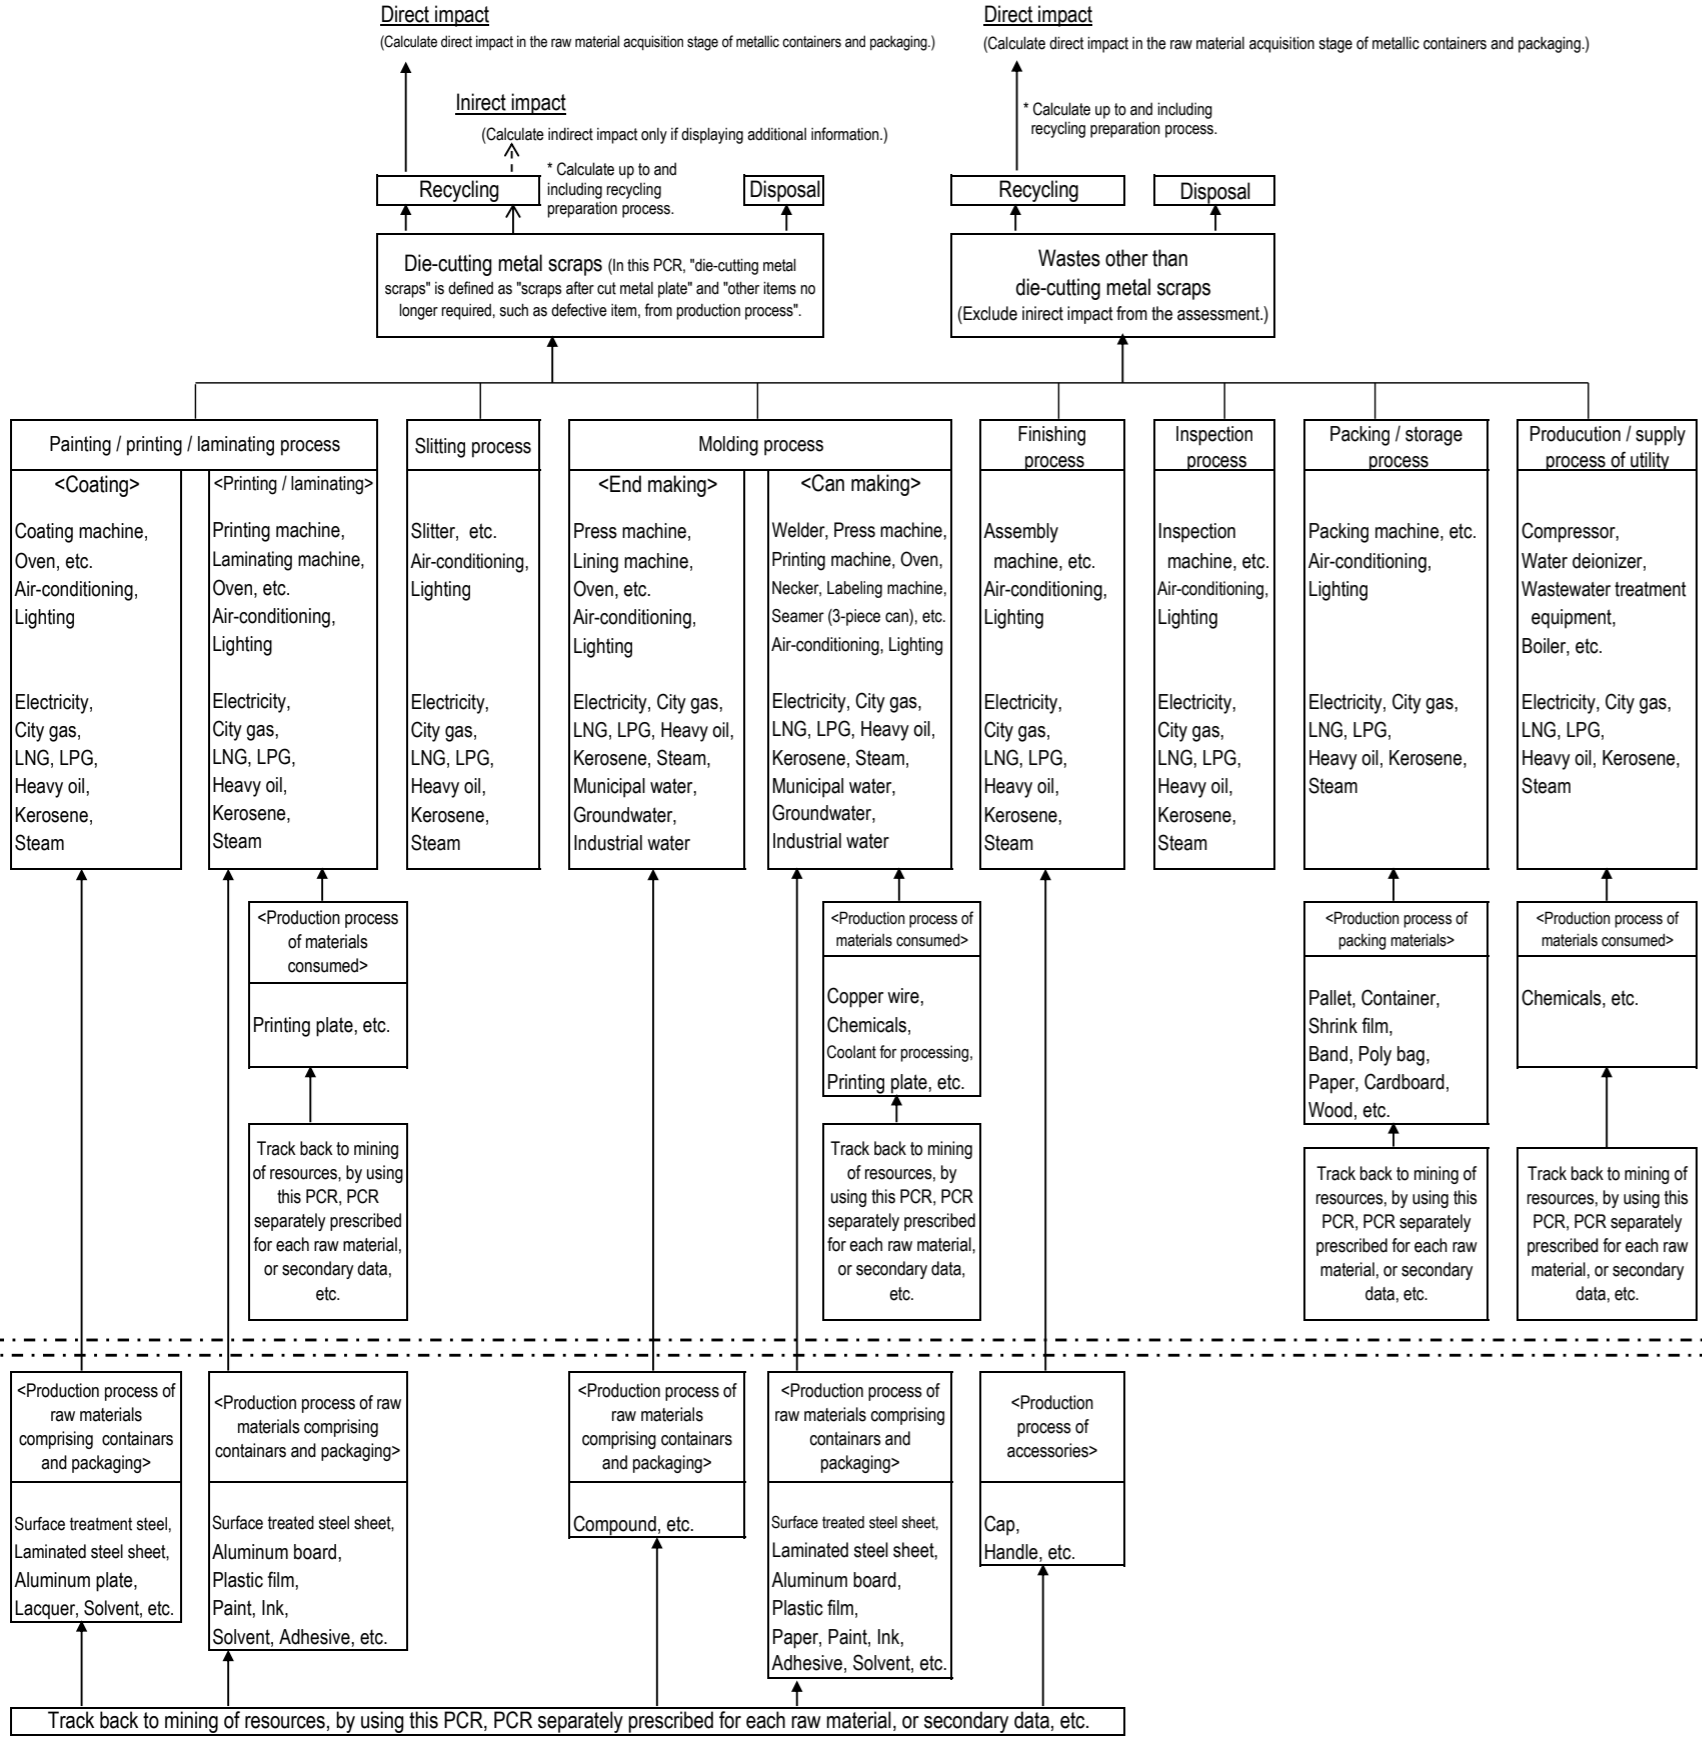 Direct impact
(Calculate direct impact in the raw material acquisition stage of metallic containers and packaging.)
Inirect impact
(Calculate indirect impact only if displaying additional information.)
* Calculate up to and
including recycling
preparation process.
Recycling
Disposal
Die-cutting metal scraps (In this PCR, "die-cutting metal
scraps" is defined as "scraps after cut metal plate" and "other items no
longer required, such as defective item, from production process".
Direct impact
(Calculate direct impact in the raw material acquisition stage of metallic containers and packaging.)
* Calculate up to and including
recycling preparation process.
Recycling
Disposal
Wastes other than
die-cutting metal scraps
(Exclude inirect impact from the assessment.)
Painting / printing / laminating process
<Coating>
Coating machine,
Oven, etc.
Air-conditioning,
Lighting
Electricity,
City gas,
LNG, LPG,
Heavy oil,
Kerosene,
Steam
<Printing / laminating>
Printing machine,
Laminating machine,
Oven, etc.
Air-conditioning,
Lighting
Electricity,
City gas,
LNG, LPG,
Heavy oil,
Kerosene,
Steam
Slitting process
Slitter, etc.
Air-conditioning,
Lighting
Electricity,
City gas,
LNG, LPG,
Heavy oil,
Kerosene,
Steam
Molding process
<End making>
Press machine,
Lining machine,
Oven, etc.
Air-conditioning,
Lighting
Electricity, City gas,
LNG, LPG, Heavy oil,
Kerosene, Steam,
Municipal water,
Groundwater,
Industrial water
<Can making>
Welder, Press machine,
Printing machine, Oven,
Necker, Labeling machine,
Seamer (3-piece can), etc.
Air-conditioning, Lighting
Electricity, City gas,
LNG, LPG, Heavy oil,
Kerosene, Steam,
Municipal water,
Groundwater,
Industrial water
Finishing
process
Assembly
machine, etc.
Air-conditioning,
Lighting
Electricity,
City gas,
LNG, LPG,
Heavy oil,
Kerosene,
Steam
Inspection
process
Inspection
machine, etc.
Air-conditioning,
Lighting
Electricity,
City gas,
LNG, LPG,
Heavy oil,
Kerosene,
Steam
Packing / storage
process
Packing machine, etc.
Air-conditioning,
Lighting
Electricity, City gas,
LNG, LPG,
Heavy oil, Kerosene,
Steam
Producution / supply
process of utility
Compressor,
Water deionizer,
Wastewater treatment
equipment,
Boiler, etc.
Electricity, City gas,
LNG, LPG,
Heavy oil, Kerosene,
Steam
<Production process
of materials
consumed>
Printing plate, etc.
Track back to mining
of resources, by using
this PCR, PCR
separately prescribed
for each raw material,
or secondary data,
etc.
<Production process of
materials consumed>
Copper wire,
Chemicals,
Coolant for processing,
Printing plate, etc.
Track back to mining
of resources, by
using this PCR, PCR
separately prescribed
for each raw material,
or secondary data,
etc.
<Production process of
packing materials>
Pallet, Container,
Shrink film,
Band, Poly bag,
Paper, Cardboard,
Wood, etc.
Track back to mining of
resources, by using this
PCR, PCR separately
prescribed for each raw
material, or secondary
data, etc.
<Production process of
materials consumed>
Chemicals, etc.
Track back to mining of
resources, by using this
PCR, PCR separately
prescribed for each raw
material, or secondary
data, etc.
<Production process of
raw materials
comprising containars
and packaging>
Surface treatment steel,
Laminated steel sheet,
Aluminum plate,
Lacquer, Solvent, etc.
<Production process of raw
materials comprising
containars and packaging>
Surface treated steel sheet,
Aluminum board,
Plastic film,
Paint, Ink,
Solvent, Adhesive, etc.
<Production process of
raw materials
comprising containars
and packaging>
Compound, etc.
<Production process of
raw materials comprising
containars and
packaging>
Surface treated steel sheet,
Laminated steel sheet,
Aluminum board,
Plastic film,
Paper, Paint, Ink,
Adhesive, Solvent, etc.
<Production
process of
accessories>
Cap,
Handle, etc.
Track back to mining of resources, by using this PCR, PCR separately prescribed for each raw material, or secondary data, etc.